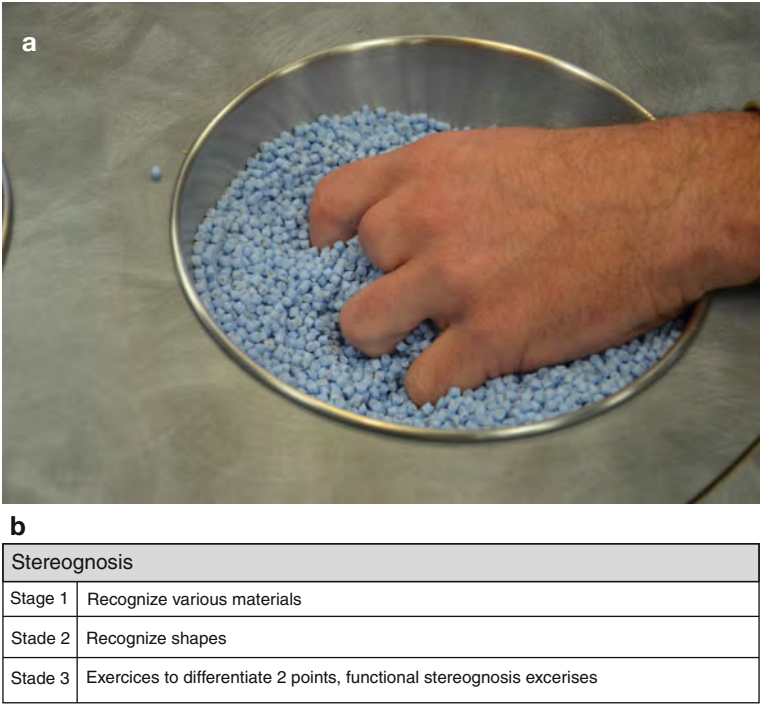 a
b
Stereognosis
Stage 1 Recognize various materials
Stade 2 Recognize shapes
Stade 3 Exercices to differentiate 2 points, functional stereognosis excerises